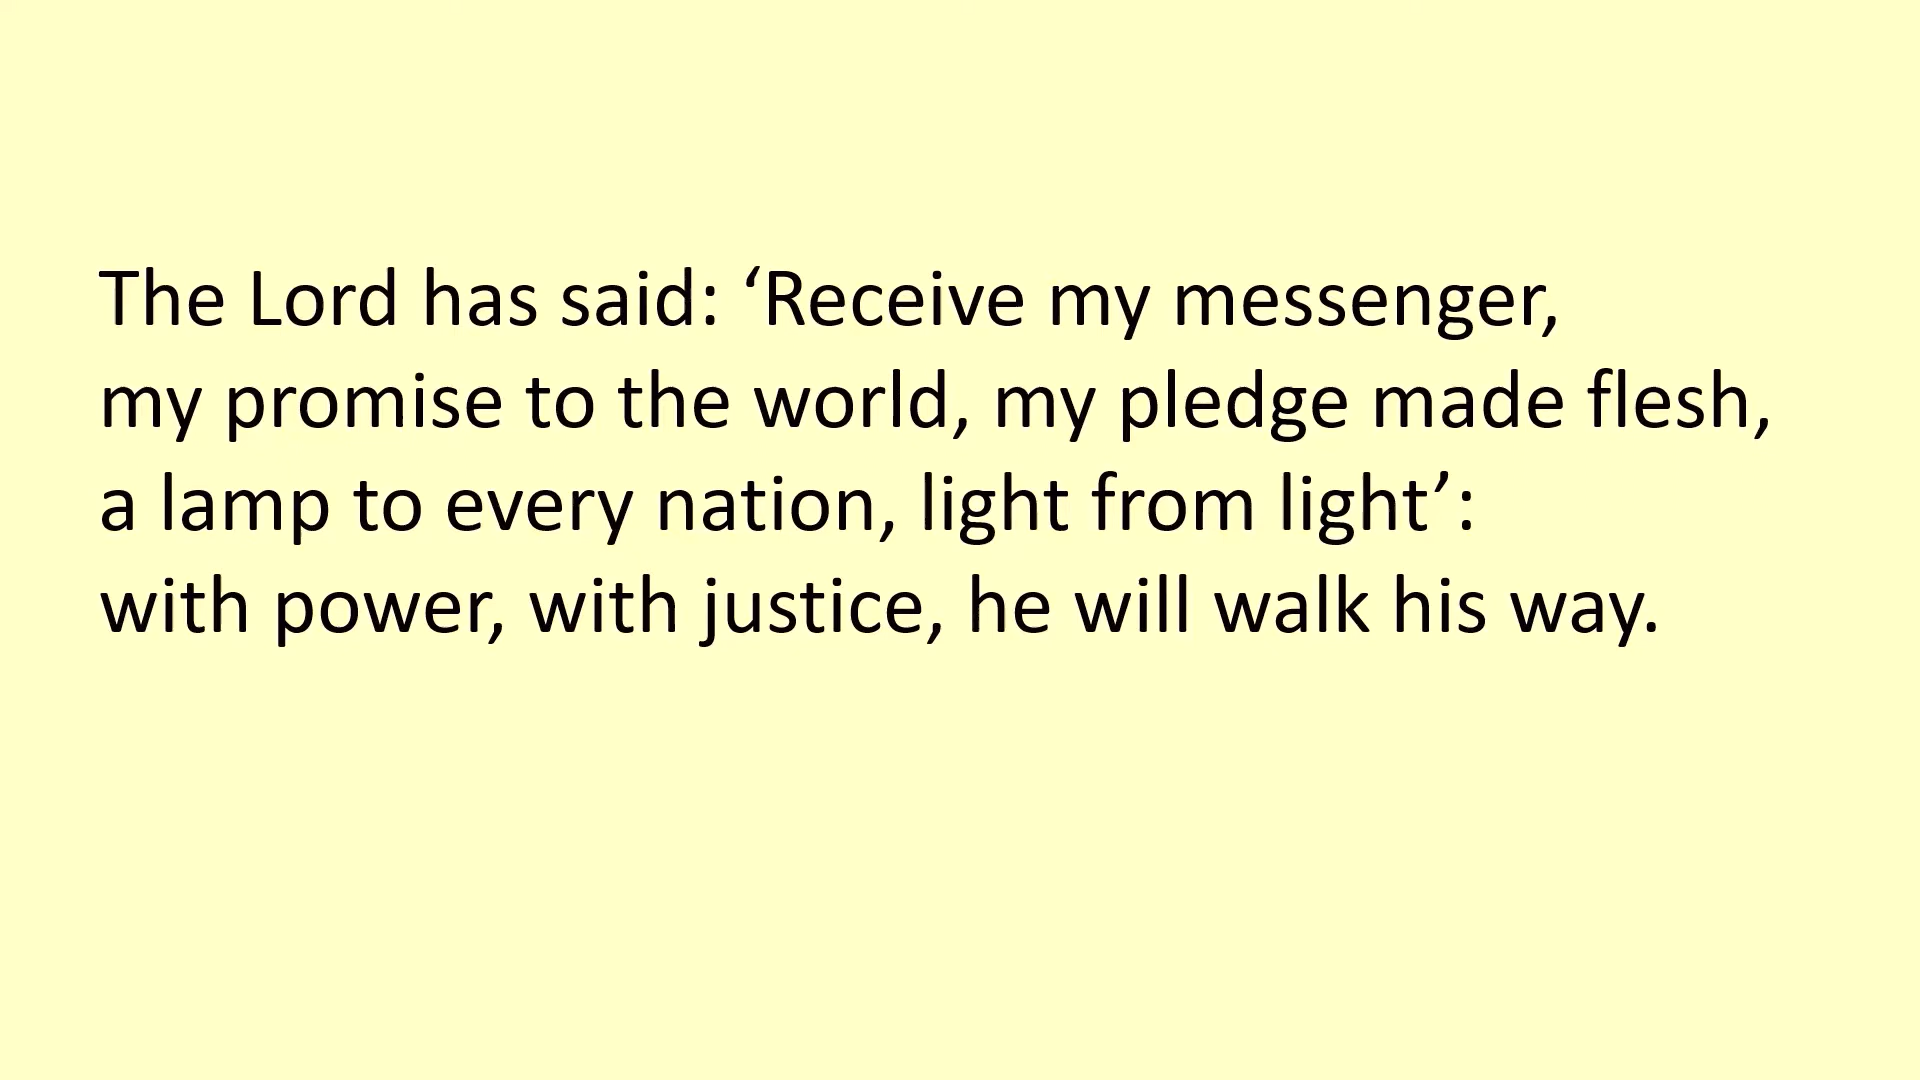 The Lord has said: ‘Receive my messenger,
my promise to the world, my pledge made flesh,
a lamp to every nation, light from light’:
with power, with justice, he will walk his way.